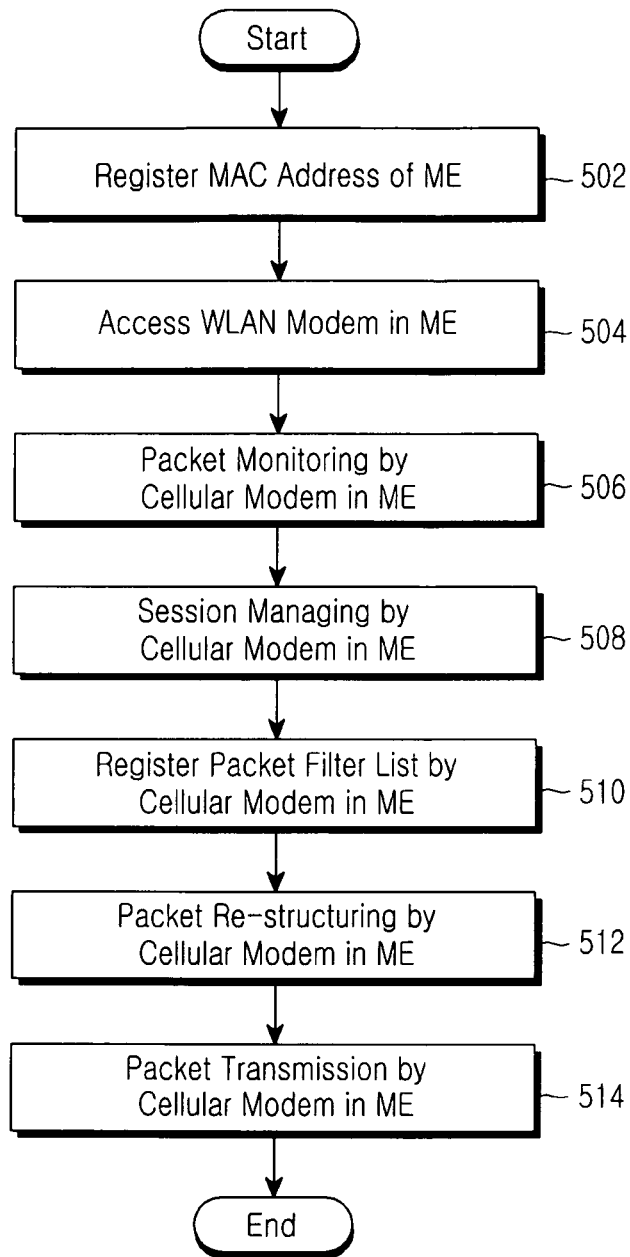 Start
Register MAC Address of ME
502
Access WLAN Modem in ME
504
Packet Monitoring by
Cellular Modem in ME
506
Session Managing by
Cellular Modem in ME
508
Register Packet Filter List by
Cellular Modem in ME
510
Packet Re-structuring by
Cellular Modem in ME
512
Packet Transmission by
Cellular Modem in ME
514
End